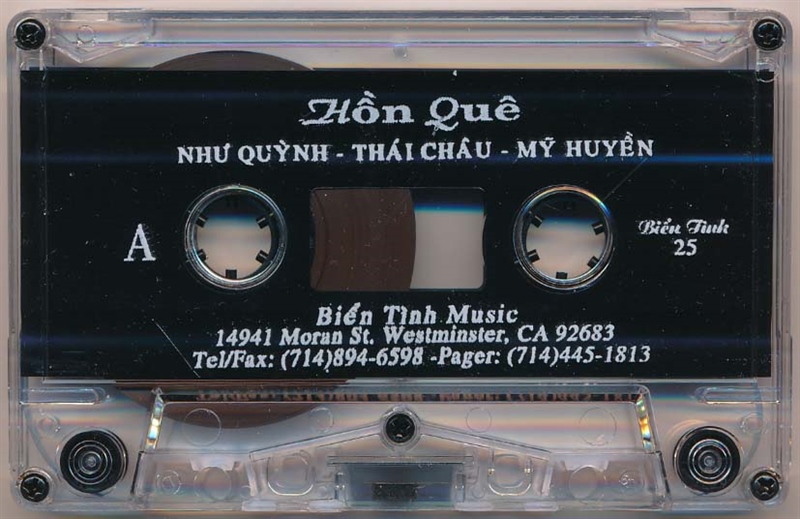 Hồn Quê
NHƯ QUỲNH - THÁI CHÂU - MỸ HUYỀN
A
Biển Tình
25
Biển Tình Music
14941 Moran St. Westminster, CA 92683
Tel/Fax: (714)894-6598 -Pager: (714)445-1813